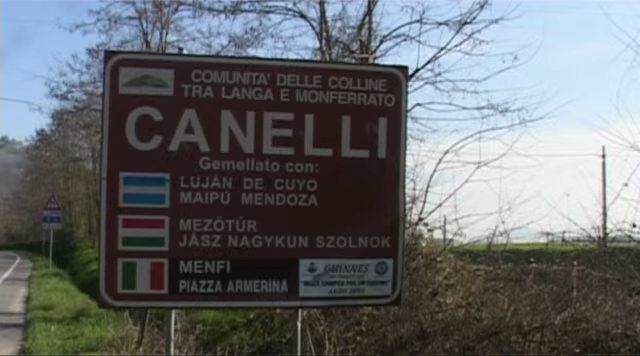 COMUNITA' DELLE COLLINE
TRA LANGA E MONFERRATO
CANELLI
Gemellato con:
LUJÁN DE CUYO
MAIPÚ MENDOZA
MEZŐTÚR
JÁSZ NAGYKUN SZOLNOK
MENFI
PIAZZA ARMERINA
GUINNES